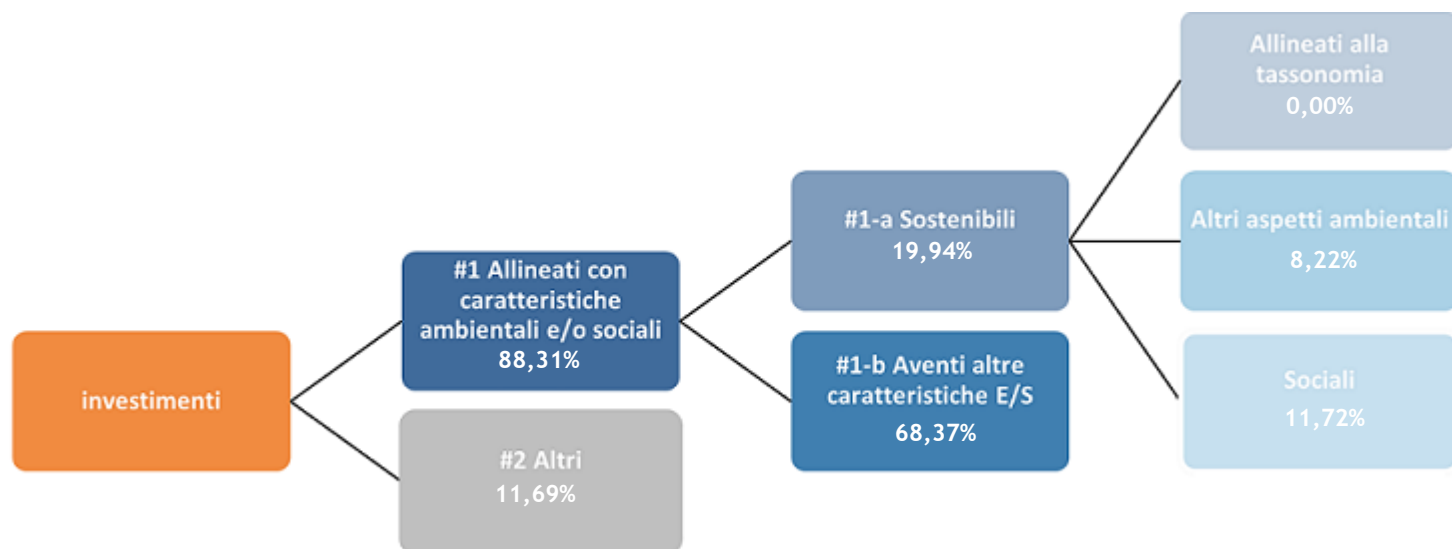 investimenti
#1 Allineati con
caratteristiche
ambientali e/o sociali
88,31%
#2 Altri
11,69%
#1-a Sostenibili
19,94%
#1-b Aventi altre
caratteristiche E/S
68,37%
Allineati alla
tassonomia
0,00%
Altri aspetti ambientali
8,22%
Sociali
11,72%